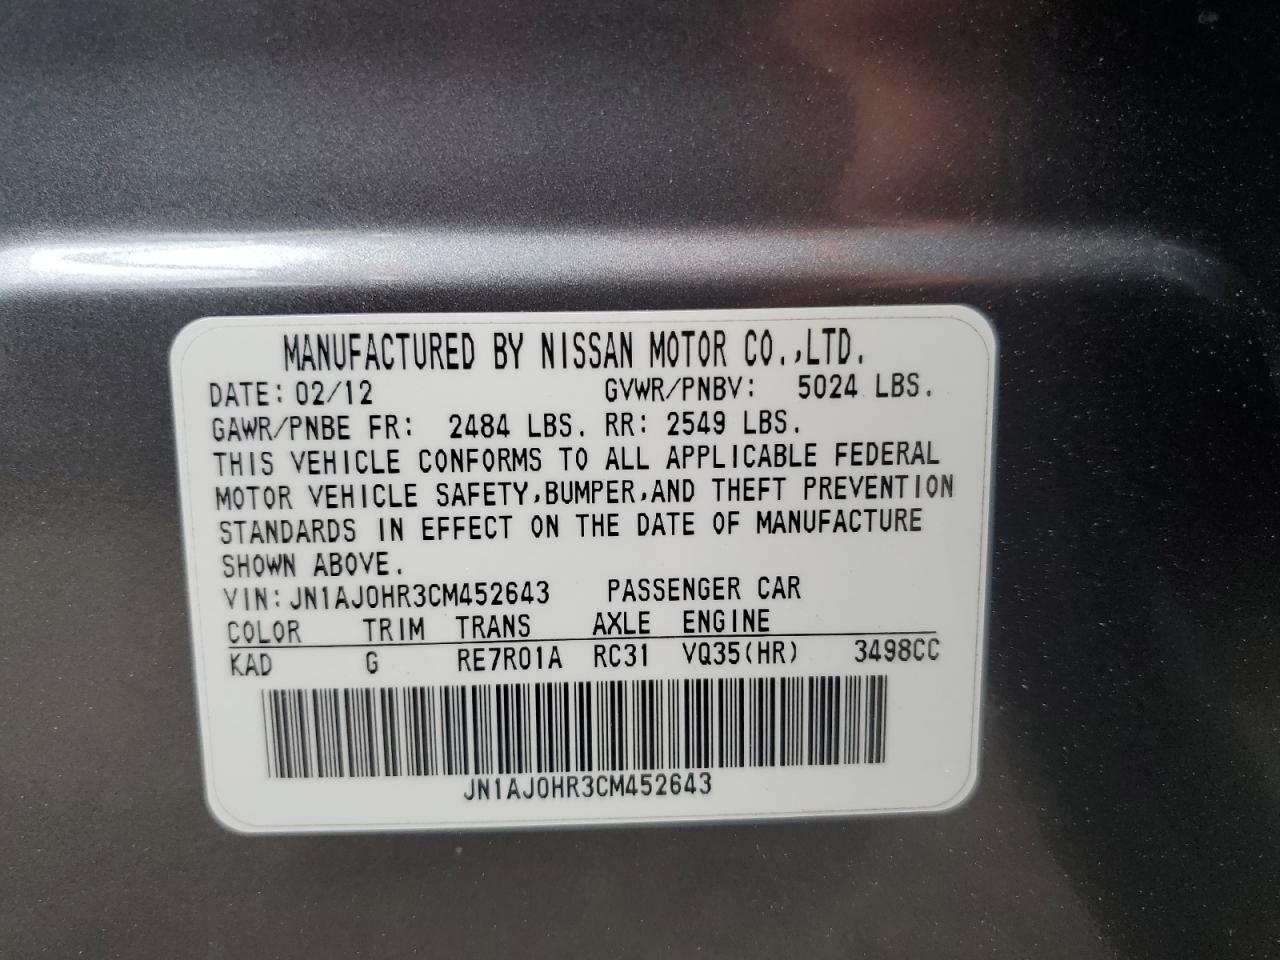 MANUFACTURED BY NISSAN MOTOR CO.,LTD.
DATE: 02/12 GVWR/PNBV: 5024 LBS.
GAWR/PNBE FR: 2484 LBS. RR: 2549 LBS.
THIS VEHICLE CONFORMS TO ALL APPLICABLE FEDERAL
MOTOR VEHICLE SAFETY,BUMPER,AND THEFT PREVENTION
STANDARDS IN EFFECT ON THE DATE OF MANUFACTURE
SHOWN ABOVE.
VIN: JN1AJ0HR3CM452643 PASSENGER CAR
COLOR TRIM TRANS AXLE ENGINE
KAD G RE7R01A RC31 VQ35(HR) 3498CC
JN1AJ0HR3CM452643